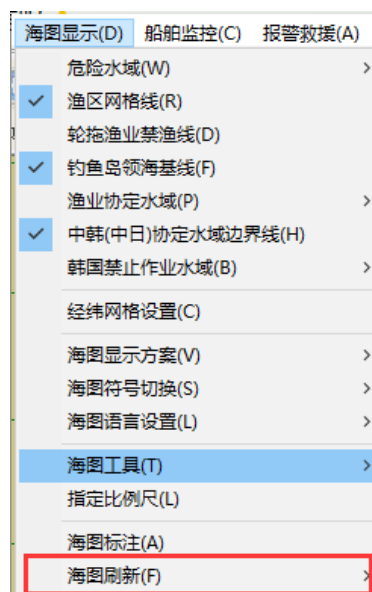 海图显示(D) 船舶监控(C) 报警救援(A)
危险水域(W)
渔区网格线(R)
轮拖渔业禁渔线(D)
钓鱼岛领海基线(F)
渔业协定水域(P)
中韩(中日)协定水域边界线(H)
韩国禁止作业水域(B)
经纬网格设置(C)
海图显示方案(V)
海图符号切换(S)
海图语言设置(L)
海图工具(T)
指定比例尺(L)
海图标注(A)
海图刷新(F)